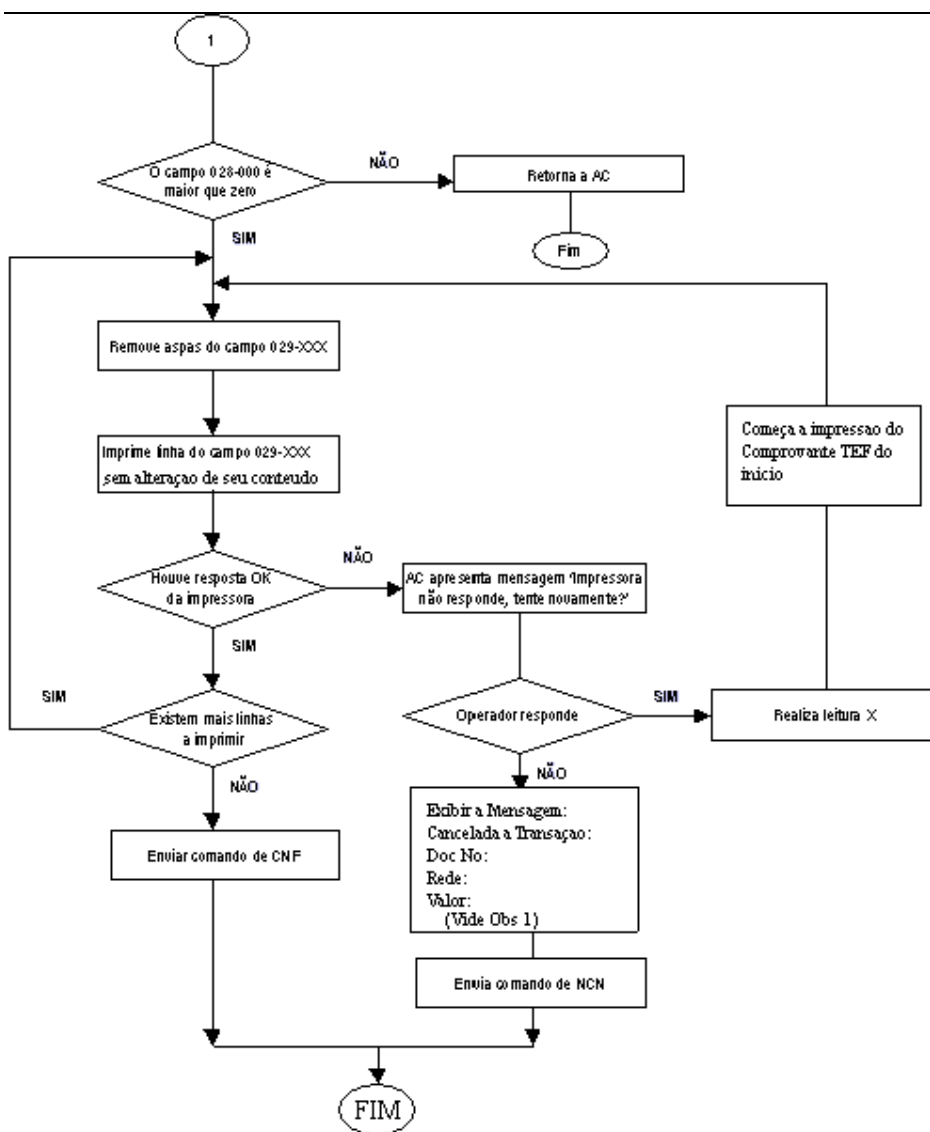 1
O campo 028-000 é
maior que zero
NÃO
Retorna a AC
SIM
Fim
Remove aspas do campo 029-XXX
Começa a impressao do
Comprovante TEF do
inicio
Imprime linha do campo 029-XXX
sem alteraçao de seu conteudo
NÃO
Houve resposta OK
da impressora
AC apresenta mensagem 'Impressora
não responde, tente novamente?'
SIM
SIM
SIM
Existem mais linhas
a imprimir
Operador responde
Realiza leitura X
NÃO
NÃO
Exibir a Mensagem:
Cancelada a Transaçao:
Doc No:
Rede:
Valor:
(Vide Obs 1)
Enviar comando de CNF
Envia comando de NCN
FIM